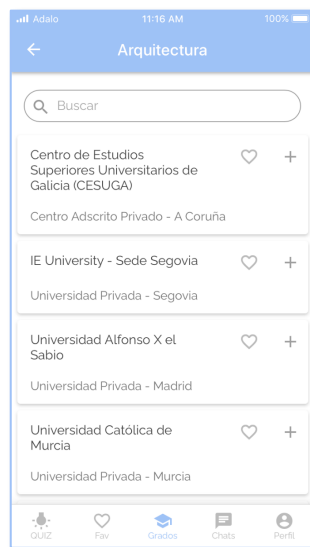 Adalo 11:16 AM 100%
Arquitectura
Buscar
Centro de Estudios
Superiores Universitarios de
Galicia (CESUGA)
Centro Adscrito Privado - A Coruña
IE University - Sede Segovia
Universidad Privada - Segovia
Universidad Alfonso X el
Sabio
Universidad Privada - Madrid
Universidad Católica de
Murcia
Universidad Privada - Murcia
QUIZ Fav Grados Chats Perfil